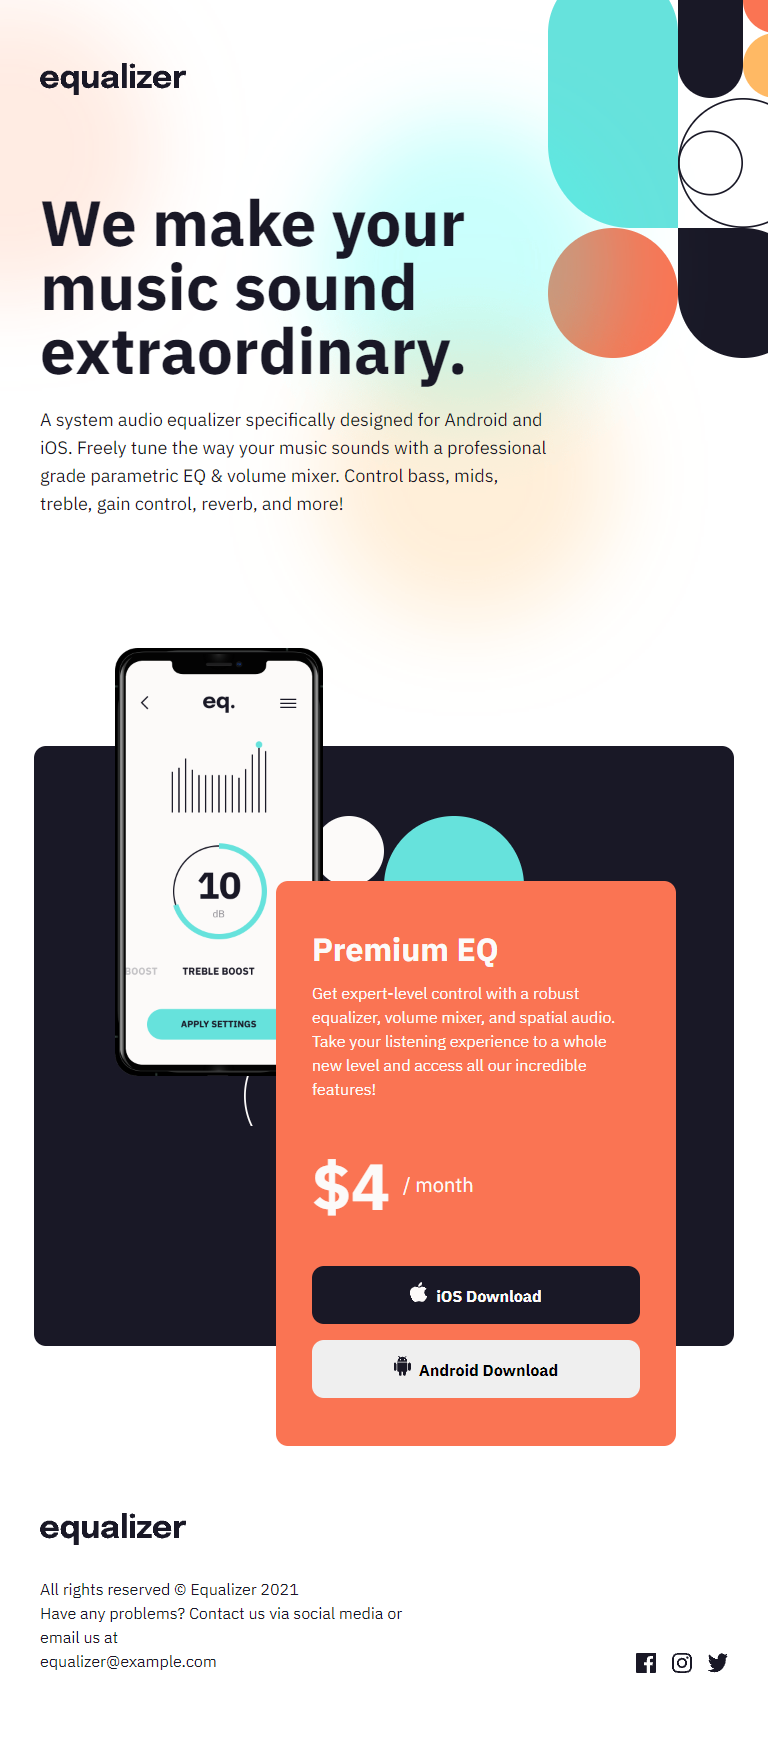 equalizer
We make your
music sound
extraordinary.
A system audio equalizer specifically designed for Android and
iOS. Freely tune the way your music sounds with a professional
grade parametric EQ & volume mixer. Control bass, mids,
treble, gain control, reverb, and more!
eq.
10
dB
BOOST TREBLE BOOST
APPLY SETTINGS
Premium EQ
Get expert-level control with a robust
equalizer, volume mixer, and spatial audio.
Take your listening experience to a whole
new level and access all our incredible
features!
$4 / month
iOS Download
Android Download
equalizer
All rights reserved © Equalizer 2021
Have any problems? Contact us via social media or
email us at
equalizer@example.com